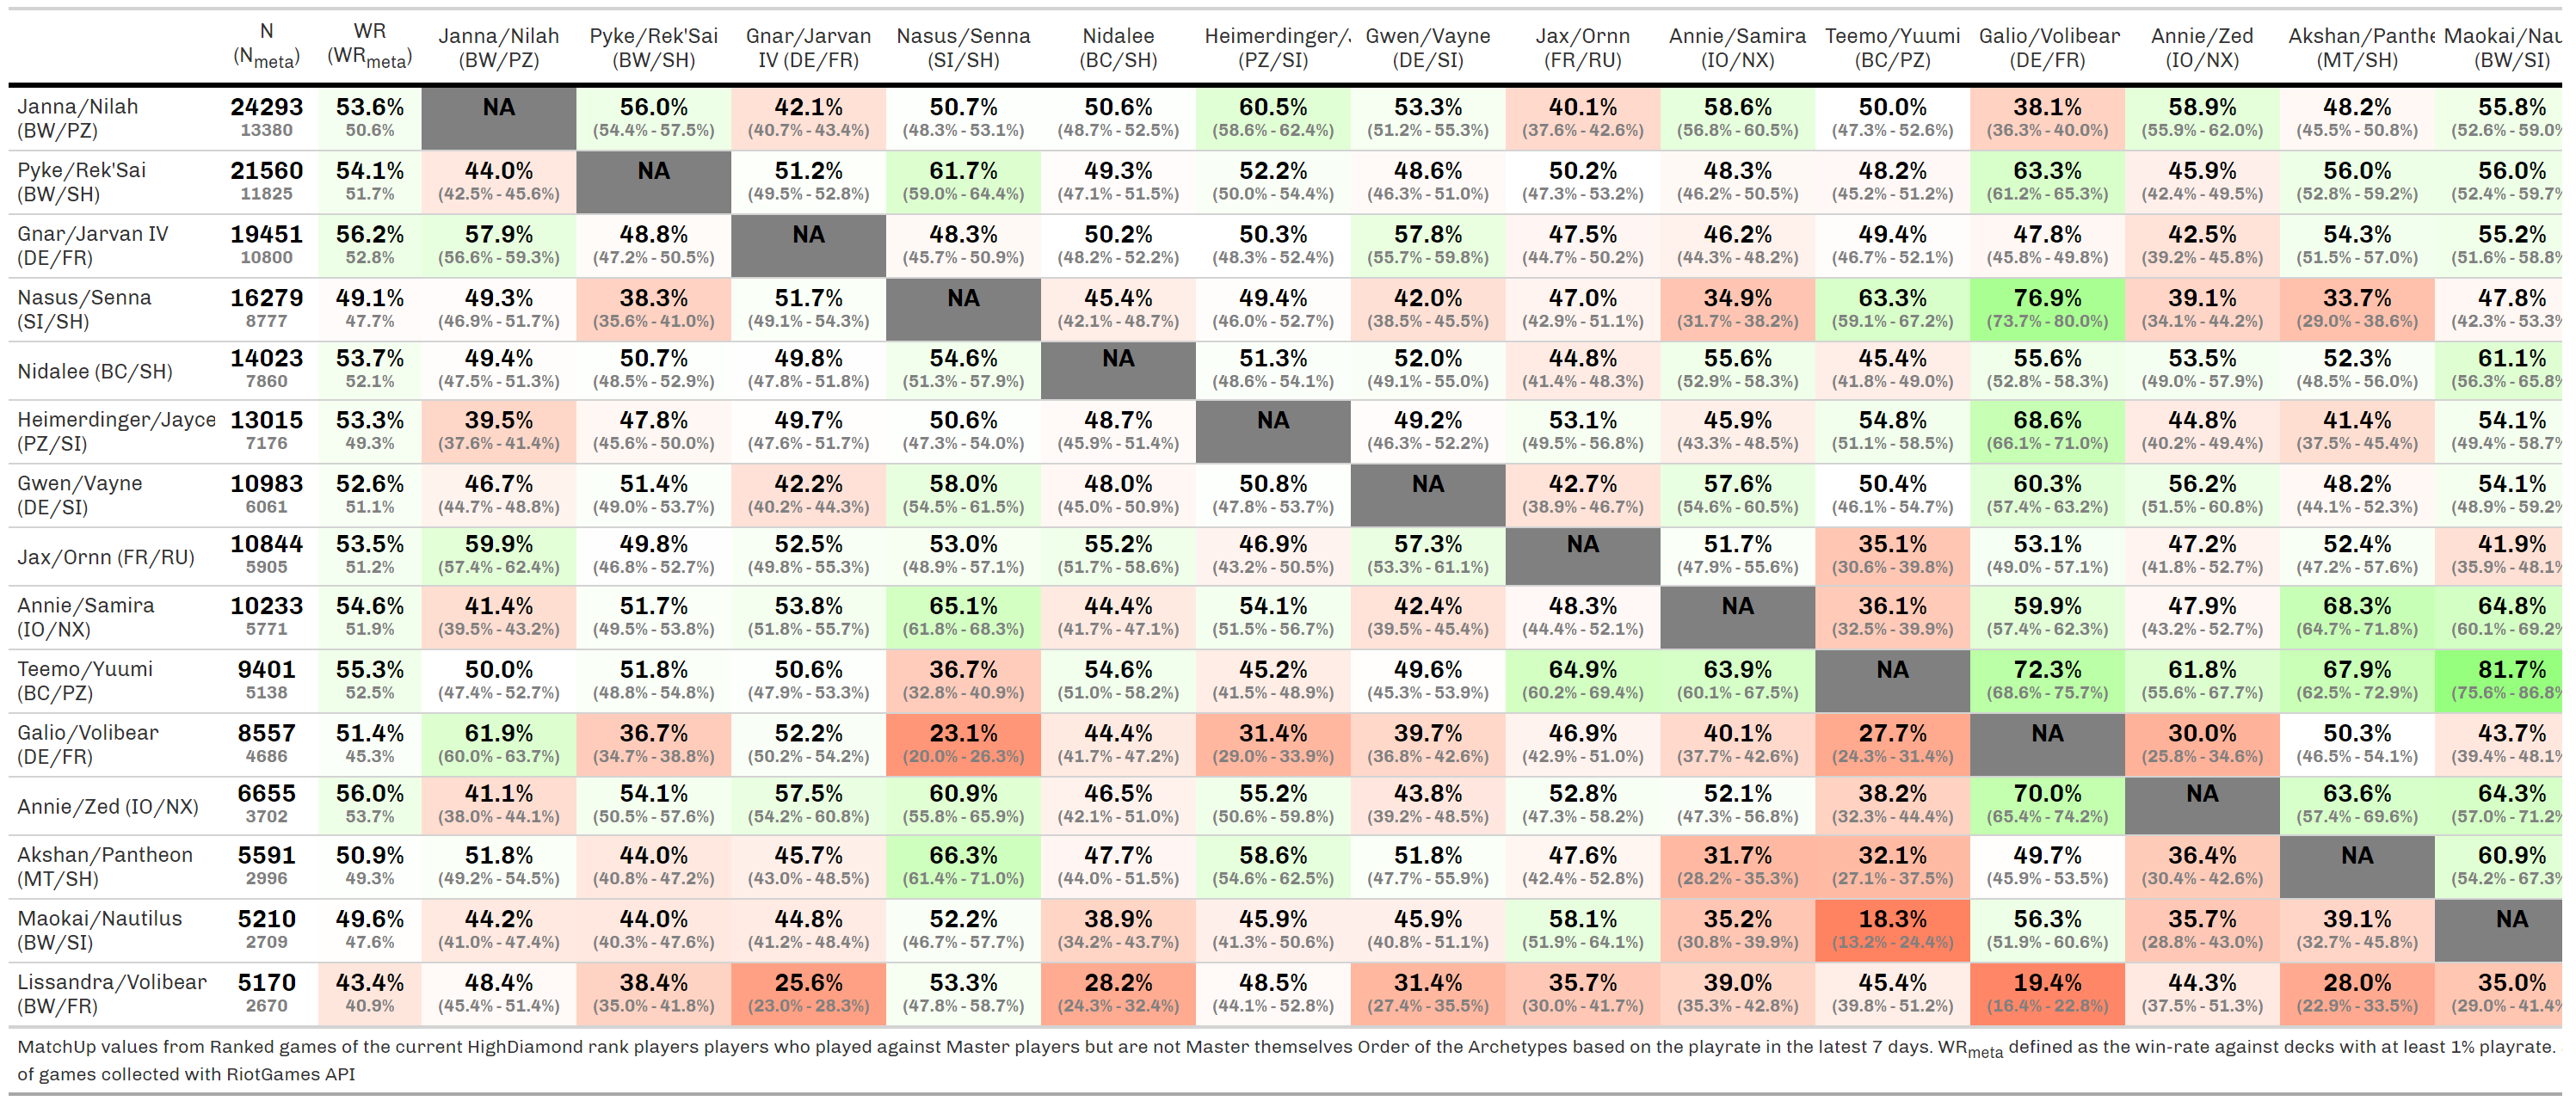 N WR Janna/Nilah Pyke/Rek'Sai Gnar/Jarvan Nasus/Senna Nidalee Heimerdinger/J Gwen/Vayne Jax/Ornn Annie/Samira Teemo/Yuumi Galio/Volibear Annie/Zed Akshan/Panthe Maokai/Nau
(Nmeta) (WRmeta) (BW/PZ) (BW/SH) IV (DE/FR) (SI/SH) (BC/SH) (PZ/SI) (DE/SI) (FR/RU) (IO/NX) (BC/PZ) (DE/FR) (IO/NX) (MT/SH) (BW/SI)
Janna/Nilah 24293 53.6% NA 56.0% 42.1% 50.7% 50.6% 60.5% 53.3% 40.1% 58.6% 50.0% 38.1% 58.9% 48.2% 55.8%
(BW/PZ) 13380 50.6% (54.4% - 57.5%) (40.7% - 43.4%) (48.3% - 53.1%) (48.7% - 52.5%) (58.6% - 62.4%) (51.2% - 55.3%) (37.6% - 42.6%) (56.8% - 60.5%) (47.3% - 52.6%) (36.3% - 40.0%) (55.9% - 62.0%) (45.5% - 50.8%) (52.6% - 59.0%
Pyke/Rek'Sai 21560 54.1% 44.0% NA 51.2% 61.7% 49.3% 52.2% 48.6% 50.2% 48.3% 48.2% 63.3% 45.9% 56.0% 56.0%
(BW/SH) 11825 51.7% (42.5% - 45.6%) (49.5% - 52.8%) (59.0% - 64.4%) (47.1% - 51.5%) (50.0% - 54.4%) (46.3% - 51.0%) (47.3% - 53.2%) (46.2% - 50.5%) (45.2% - 51.2%) (61.2% - 65.3%) (42.4% - 49.5%) (52.8% - 59.2%) (52.4% - 59.7%
Gnar/Jarvan IV 19451 56.2% 57.9% 48.8% NA 48.3% 50.2% 50.3% 57.8% 47.5% 46.2% 49.4% 47.8% 42.5% 54.3% 55.2%
(DE/FR) 10800 52.8% (56.6% - 59.3%) (47.2% - 50.5%) (45.7% - 50.9%) (48.2% - 52.2%) (48.3% - 52.4%) (55.7% - 59.8%) (44.7% - 50.2%) (44.3% - 48.2%) (46.7% - 52.1%) (45.8% - 49.8%) (39.2% - 45.8%) (51.5% - 57.0%) (51.6% - 58.8%
Nasus/Senna 16279 49.1% 49.3% 38.3% 51.7% NA 45.4% 49.4% 42.0% 47.0% 34.9% 63.3% 76.9% 39.1% 33.7% 47.8%
(SI/SH) 8777 47.7% (46.9% - 51.7%) (35.6% - 41.0%) (49.1% - 54.3%) (42.1% - 48.7%) (46.0% - 52.7%) (38.5% - 45.5%) (42.9% - 51.1%) (31.7% - 38.2%) (59.1% - 67.2%) (73.7% - 80.0%) (34.1% - 44.2%) (29.0% - 38.6%) (42.3% - 53.3%
Nidalee (BC/SH) 14023 53.7% 49.4% 50.7% 49.8% 54.6% NA 51.3% 52.0% 44.8% 55.6% 45.4% 55.6% 53.5% 52.3% 61.1%
7860 52.1% (47.5% - 51.3%) (48.5% - 52.9%) (47.8% - 51.8%) (51.3% - 57.9%) (48.6% - 54.1%) (49.1% - 55.0%) (41.4% - 48.3%) (52.9% - 58.3%) (41.8% - 49.0%) (52.8% - 58.3%) (49.0% - 57.9%) (48.5% - 56.0%) (56.3% - 65.8%
Heimerdinger/Jayce 13015 53.3% 39.5% 47.8% 49.7% 50.6% 48.7% NA 49.2% 53.1% 45.9% 54.8% 68.6% 44.8% 41.4% 54.1%
(PZ/SI) 7176 49.3% (37.6% - 41.4%) (45.6% - 50.0%) (47.6% - 51.7%) (47.3% - 54.0%) (45.9% - 51.4%) (46.3% - 52.2%) (49.5% - 56.8%) (43.3% - 48.5%) (51.1% - 58.5%) (66.1% - 71.0%) (40.2% - 49.4%) (37.5% - 45.4%) (49.4% - 58.7%
Gwen/Vayne 10983 52.6% 46.7% 51.4% 42.2% 58.0% 48.0% 50.8% NA 42.7% 57.6% 50.4% 60.3% 56.2% 48.2% 54.1%
(DE/SI) 6061 51.1% (44.7% - 48.8%) (49.0% - 53.7%) (40.2% - 44.3%) (54.5% - 61.5%) (45.0% - 50.9%) (47.8% - 53.7%) (38.9% - 46.7%) (54.6% - 60.5%) (46.1% - 54.7%) (57.4% - 63.2%) (51.5% - 60.8%) (44.1% - 52.3%) (48.9% - 59.2%
Jax/Ornn (FR/RU) 10844 53.5% 59.9% 49.8% 52.5% 53.0% 55.2% 46.9% 57.3% NA 51.7% 35.1% 53.1% 47.2% 52.4% 41.9%
5905 51.2% (57.4% - 62.4%) (46.8% - 52.7%) (49.8% - 55.3%) (48.9% - 57.1%) (51.7% - 58.6%) (43.2% - 50.5%) (53.3% - 61.1%) (47.9% - 55.6%) (30.6% - 39.8%) (49.0% - 57.1%) (41.8% - 52.7%) (47.2% - 57.6%) (35.9% - 48.1%
Annie/Samira 10233 54.6% 41.4% 51.7% 53.8% 65.1% 44.4% 54.1% 42.4% 48.3% NA 36.1% 59.9% 47.9% 68.3% 64.8%
(IO/NX) 5771 51.9% (39.5% - 43.2%) (49.5% - 53.8%) (51.8% - 55.7%) (61.8% - 68.3%) (41.7% - 47.1%) (51.5% - 56.7%) (39.5% - 45.4%) (44.4% - 52.1%) (32.5% - 39.9%) (57.4% - 62.3%) (43.2% - 52.7%) (64.7% - 71.8%) (60.1% - 69.2%
Teemo/Yuumi 9401 55.3% 50.0% 51.8% 50.6% 36.7% 54.6% 45.2% 49.6% 64.9% 63.9% NA 72.3% 61.8% 67.9% 81.7%
(BC/PZ) 5138 52.5% (47.4% - 52.7%) (48.8% - 54.8%) (47.9% - 53.3%) (32.8% - 40.9%) (51.0% - 58.2%) (41.5% - 48.9%) (45.3% - 53.9%) (60.2% - 69.4%) (60.1% - 67.5%) (68.6% - 75.7%) (55.6% - 67.7%) (62.5% - 72.9%) (75.6% - 86.8%
Galio/Volibear 8557 51.4% 61.9% 36.7% 52.2% 23.1% 44.4% 31.4% 39.7% 46.9% 40.1% 27.7% NA 30.0% 50.3% 43.7%
(DE/FR) 4686 45.3% (60.0% - 63.7%) (34.7% - 38.8%) (50.2% - 54.2%) (20.0% - 26.3%) (41.7% - 47.2%) (29.0% - 33.9%) (36.8% - 42.6%) (42.9% - 51.0%) (37.7% - 42.6%) (24.3% - 31.4%) (25.8% - 34.6%) (46.5% - 54.1%) (39.4% - 48.1%
Annie/Zed (IO/NX) 6655 56.0% 41.1% 54.1% 57.5% 60.9% 46.5% 55.2% 43.8% 52.8% 52.1% 38.2% 70.0% NA 63.6% 64.3%
3702 53.7% (38.0% - 44.1%) (50.5% - 57.6%) (54.2% - 60.8%) (55.8% - 65.9%) (42.1% - 51.0%) (50.6% - 59.8%) (39.2% - 48.5%) (47.3% - 58.2%) (47.3% - 56.8%) (32.3% - 44.4%) (65.4% - 74.2%) (57.4% - 69.6%) (57.0% - 71.2%
Akshan/Pantheon 5591 50.9% 51.8% 44.0% 45.7% 66.3% 47.7% 58.6% 51.8% 47.6% 31.7% 32.1% 49.7% 36.4% NA 60.9%
(MT/SH) 2996 49.3% (49.2% - 54.5%) (40.8% - 47.2%) (43.0% - 48.5%) (61.4% - 71.0%) (44.0% - 51.5%) (54.6% - 62.5%) (47.7% - 55.9%) (42.4% - 52.8%) (28.2% - 35.3%) (27.1% - 37.5%) (45.9% - 53.5%) (30.4% - 42.6%) (54.2% - 67.3%
Maokai/Nautilus 5210 49.6% 44.2% 44.0% 44.8% 52.2% 38.9% 45.9% 45.9% 58.1% 35.2% 18.3% 56.3% 35.7% 39.1% NA
(BW/SI) 2709 47.6% (41.0% - 47.4%) (40.3% - 47.6%) (41.2% - 48.4%) (46.7% - 57.7%) (34.2% - 43.7%) (41.3% - 50.6%) (40.8% - 51.1%) (51.9% - 64.1%) (30.8% - 39.9%) (13.2% - 24.4%) (51.9% - 60.6%) (28.8% - 43.0%) (32.7% - 45.8%)
Lissandra/Volibear 5170 43.4% 48.4% 38.4% 25.6% 53.3% 28.2% 48.5% 31.4% 35.7% 39.0% 45.4% 19.4% 44.3% 28.0% 35.0%
(BW/FR) 2670 40.9% (45.4% - 51.4%) (35.0% - 41.8%) (23.0% - 28.3%) (47.8% - 58.7%) (24.3% - 32.4%) (44.1% - 52.8%) (27.4% - 35.5%) (30.0% - 41.7%) (35.3% - 42.8%) (39.8% - 51.2%) (16.4% - 22.8%) (37.5% - 51.3%) (22.9% - 33.5%) (29.0% - 41.4%
MatchUp values from Ranked games of the current HighDiamond rank players players who played against Master players but are not Master themselves Order of the Archetypes based on the playrate in the latest 7 days. WRmeta defined as the win-rate against decks with at least 1% playrate.
of games collected with RiotGames API